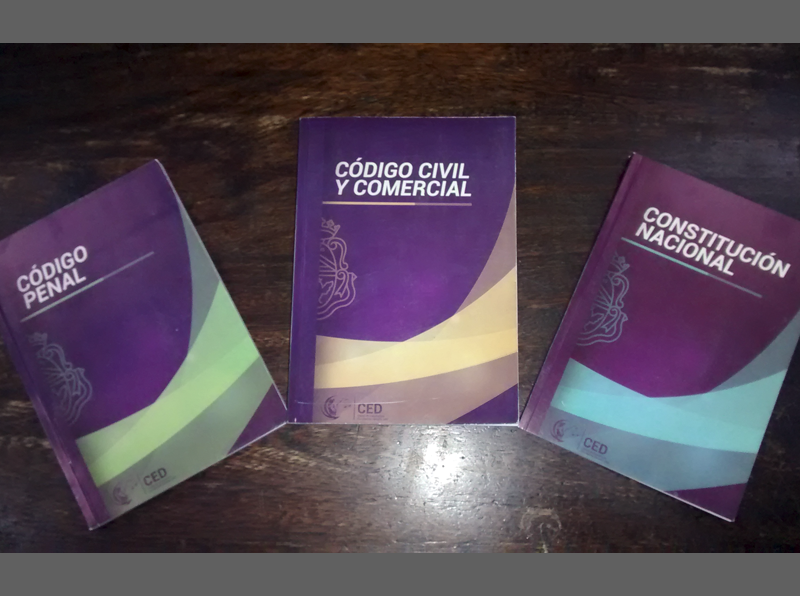 CÓDIGO
PENAL
CED
CÓDIGO CIVIL
Y COMERCIAL
CED
CONSTITUCIÓN
NACIONAL
CED